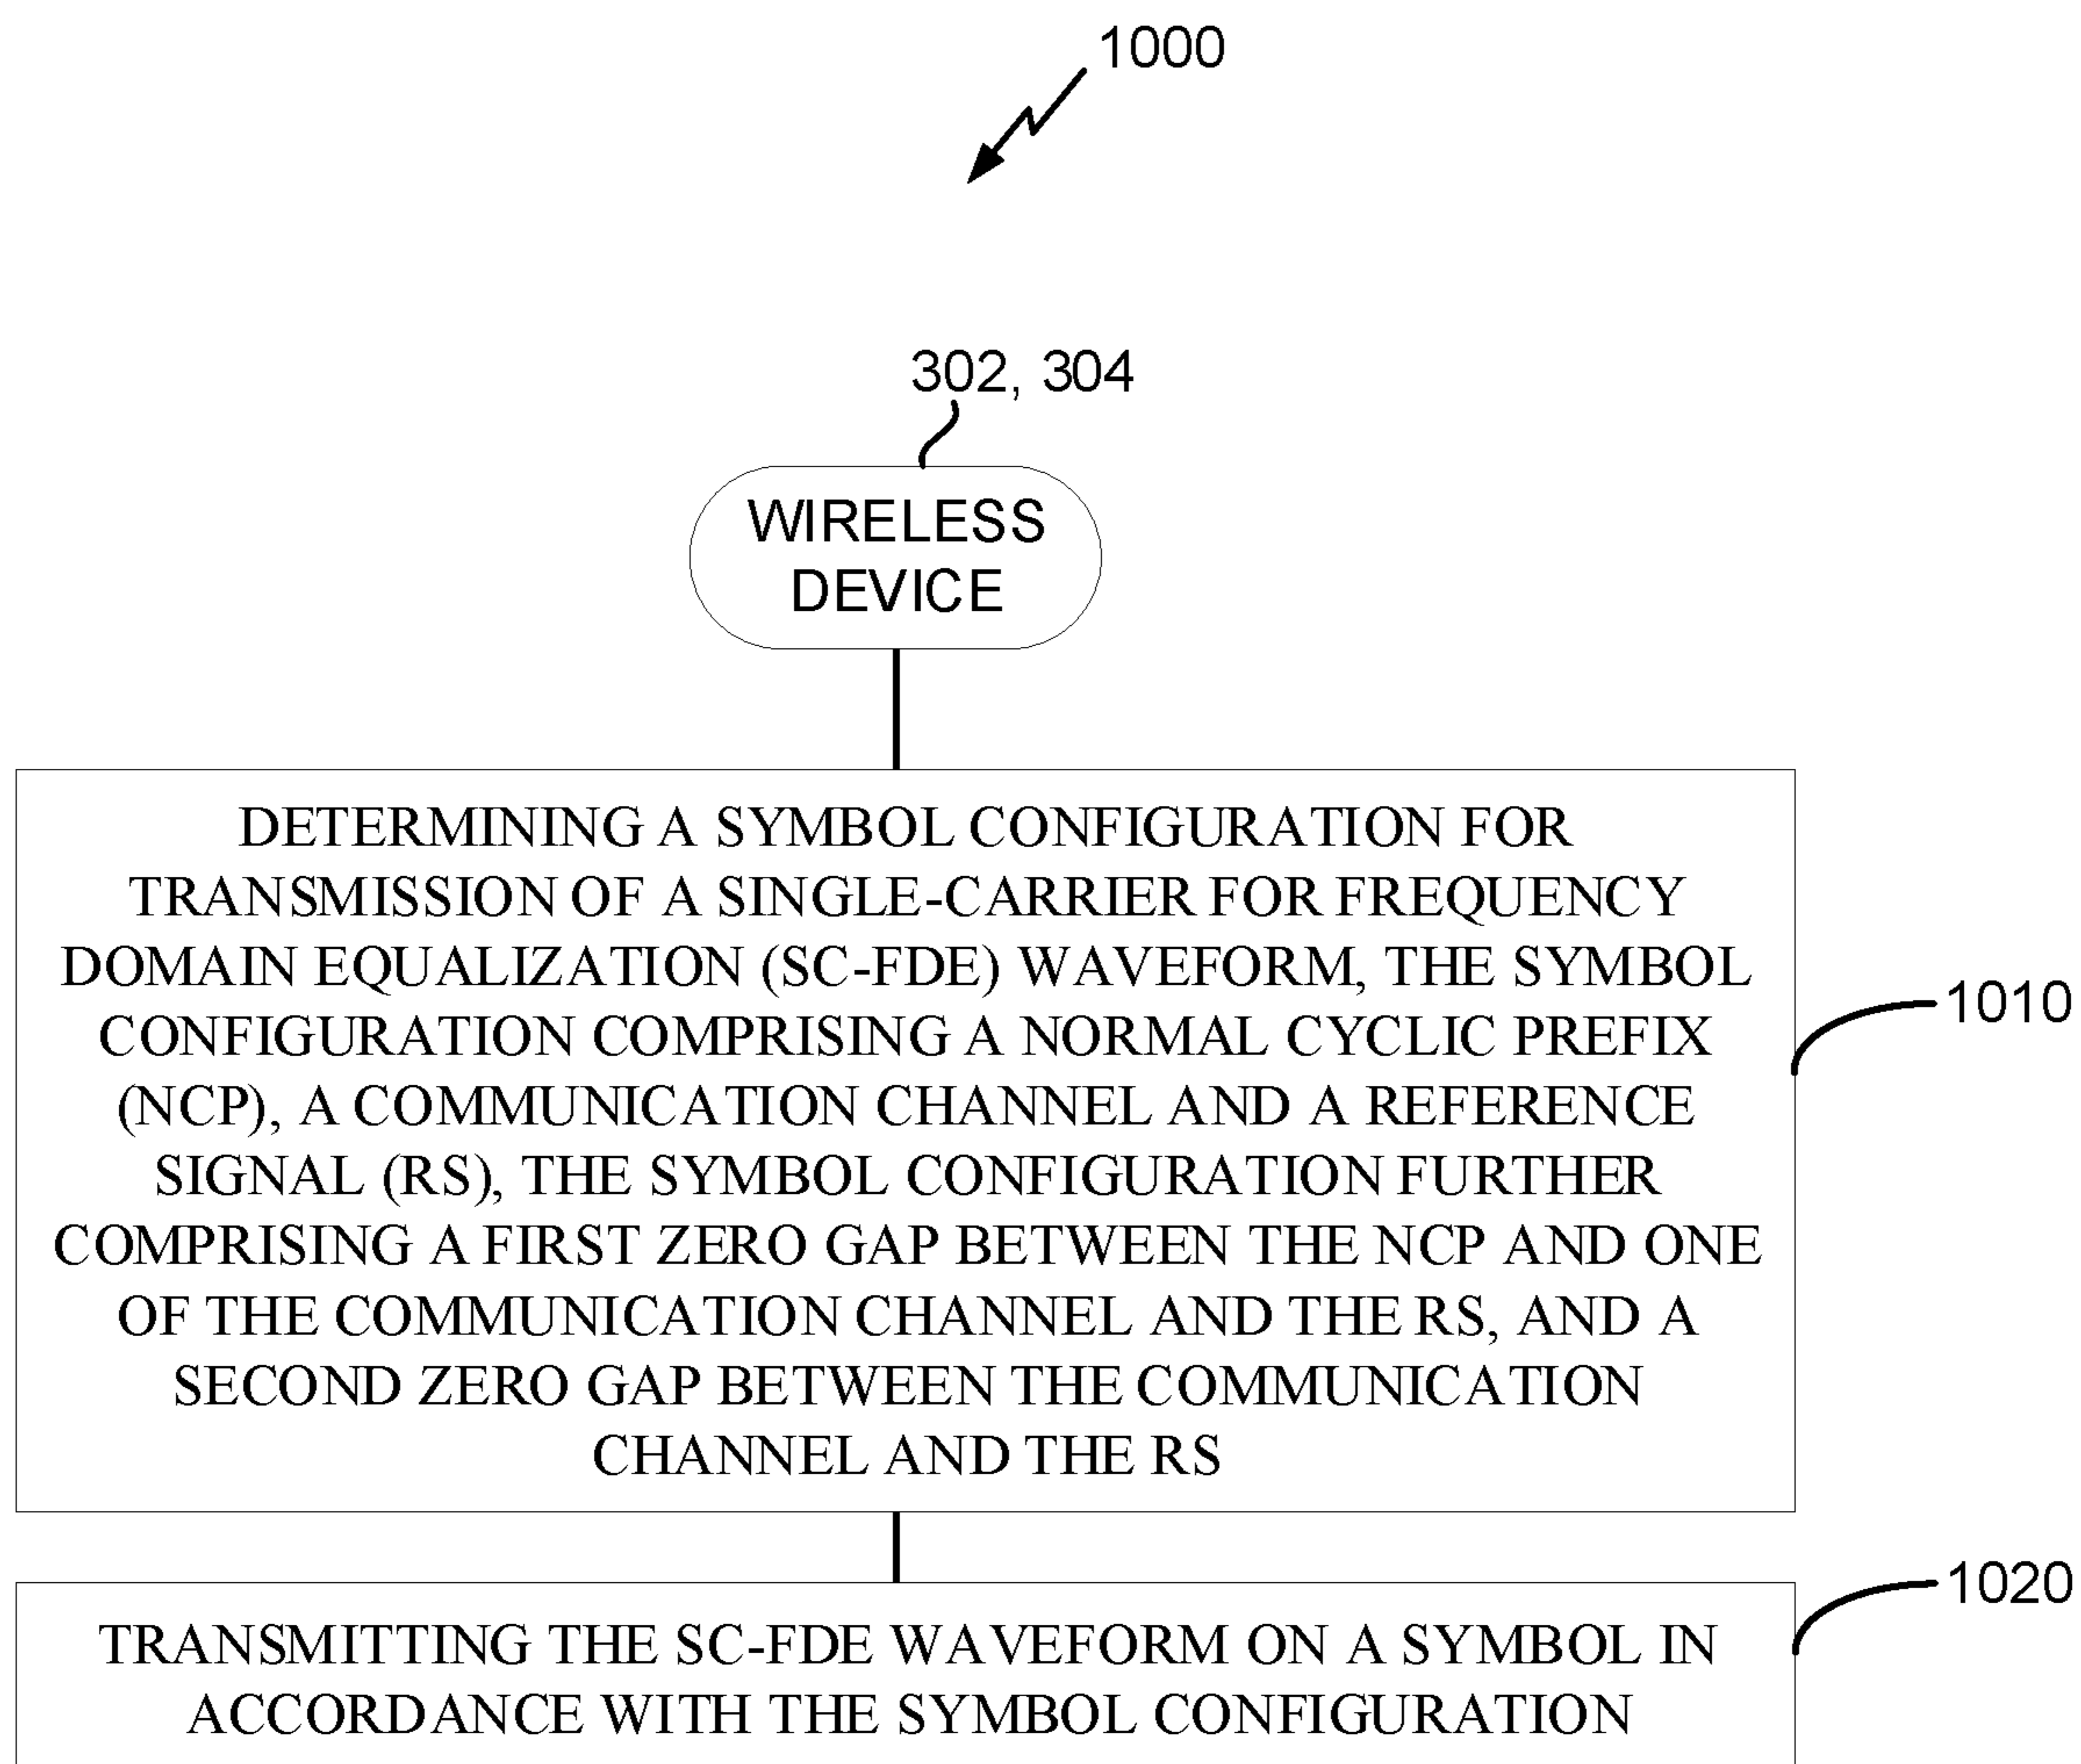 1000
302, 304
WIRELESS
DEVICE
DETERMINING A SYMBOL CONFIGURATION FOR
TRANSMISSION OF A SINGLE-CARRIER FOR FREQUENCY
DOMAIN EQUALIZATION (SC-FDE) WAVEFORM, THE SYMBOL
CONFIGURATION COMPRISING A NORMAL CYCLIC PREFIX
(NCP), A COMMUNICATION CHANNEL AND A REFERENCE
SIGNAL (RS), THE SYMBOL CONFIGURATION FURTHER
COMPRISING A FIRST ZERO GAP BETWEEN THE NCP AND ONE
OF THE COMMUNICATION CHANNEL AND THE RS, AND A
SECOND ZERO GAP BETWEEN THE COMMUNICATION
CHANNEL AND THE RS
1010
TRANSMITTING THE SC-FDE WAVEFORM ON A SYMBOL IN
ACCORDANCE WITH THE SYMBOL CONFIGURATION
1020